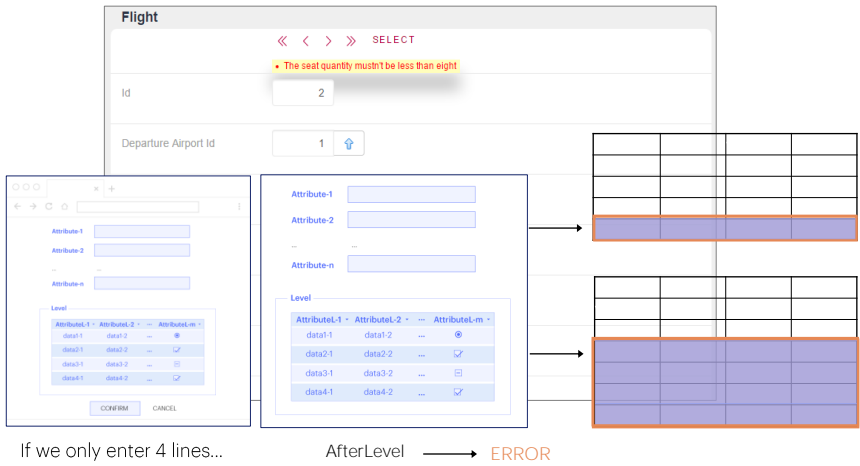 Flight
SELECT
The seat quantity mustn't be less than eight
Id 2
Departure Airport Id 1
Attribute-1
Attribute-2
... ...
Attribute-n
Level
AttributeL-1 AttributeL-2 ... AttributeL-m
data1-1 data1-2 ...
data2-1 data2-2 ...
data3-1 data3-2 ...
data4-1 data4-2 ...
CONFIRM CANCEL
Attribute-1
Attribute-2
... ...
Attribute-n
Level
AttributeL-1 AttributeL-2 ... AttributeL-m
data1-1 data1-2 ...
data2-1 data2-2 ...
data3-1 data3-2 ...
data4-1 data4-2 ...
If we only enter 4 lines...
AfterLevel ERROR